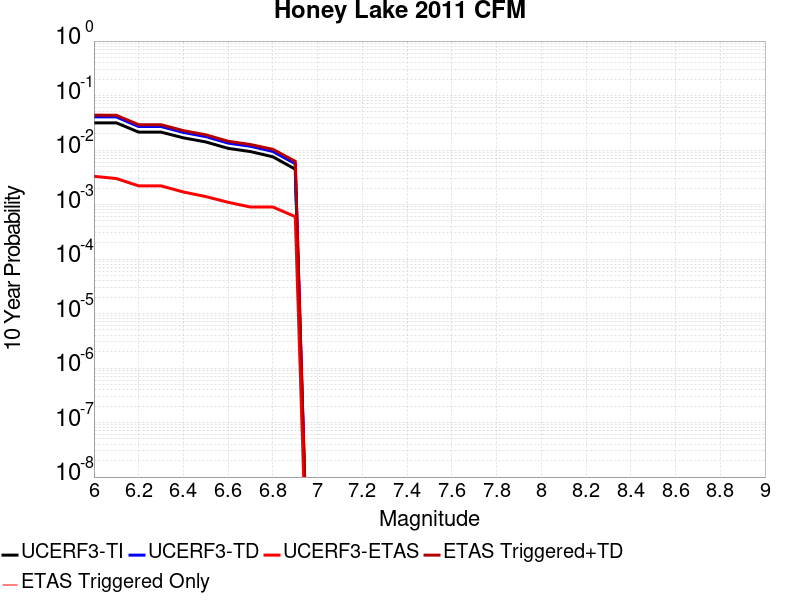 Honey Lake 2011 CFM
10 Year Probability
10^0
10^-1
10^-2
10^-3
10^-4
10^-5
10^-6
10^-7
10^-8
6 6.2 6.4 6.6 6.8 7 7.2 7.4 7.6 7.8 8 8.2 8.4 8.6 8.8 9
Magnitude
UCERF3-TI UCERF3-TD UCERF3-ETAS ETAS Triggered+TD
ETAS Triggered Only